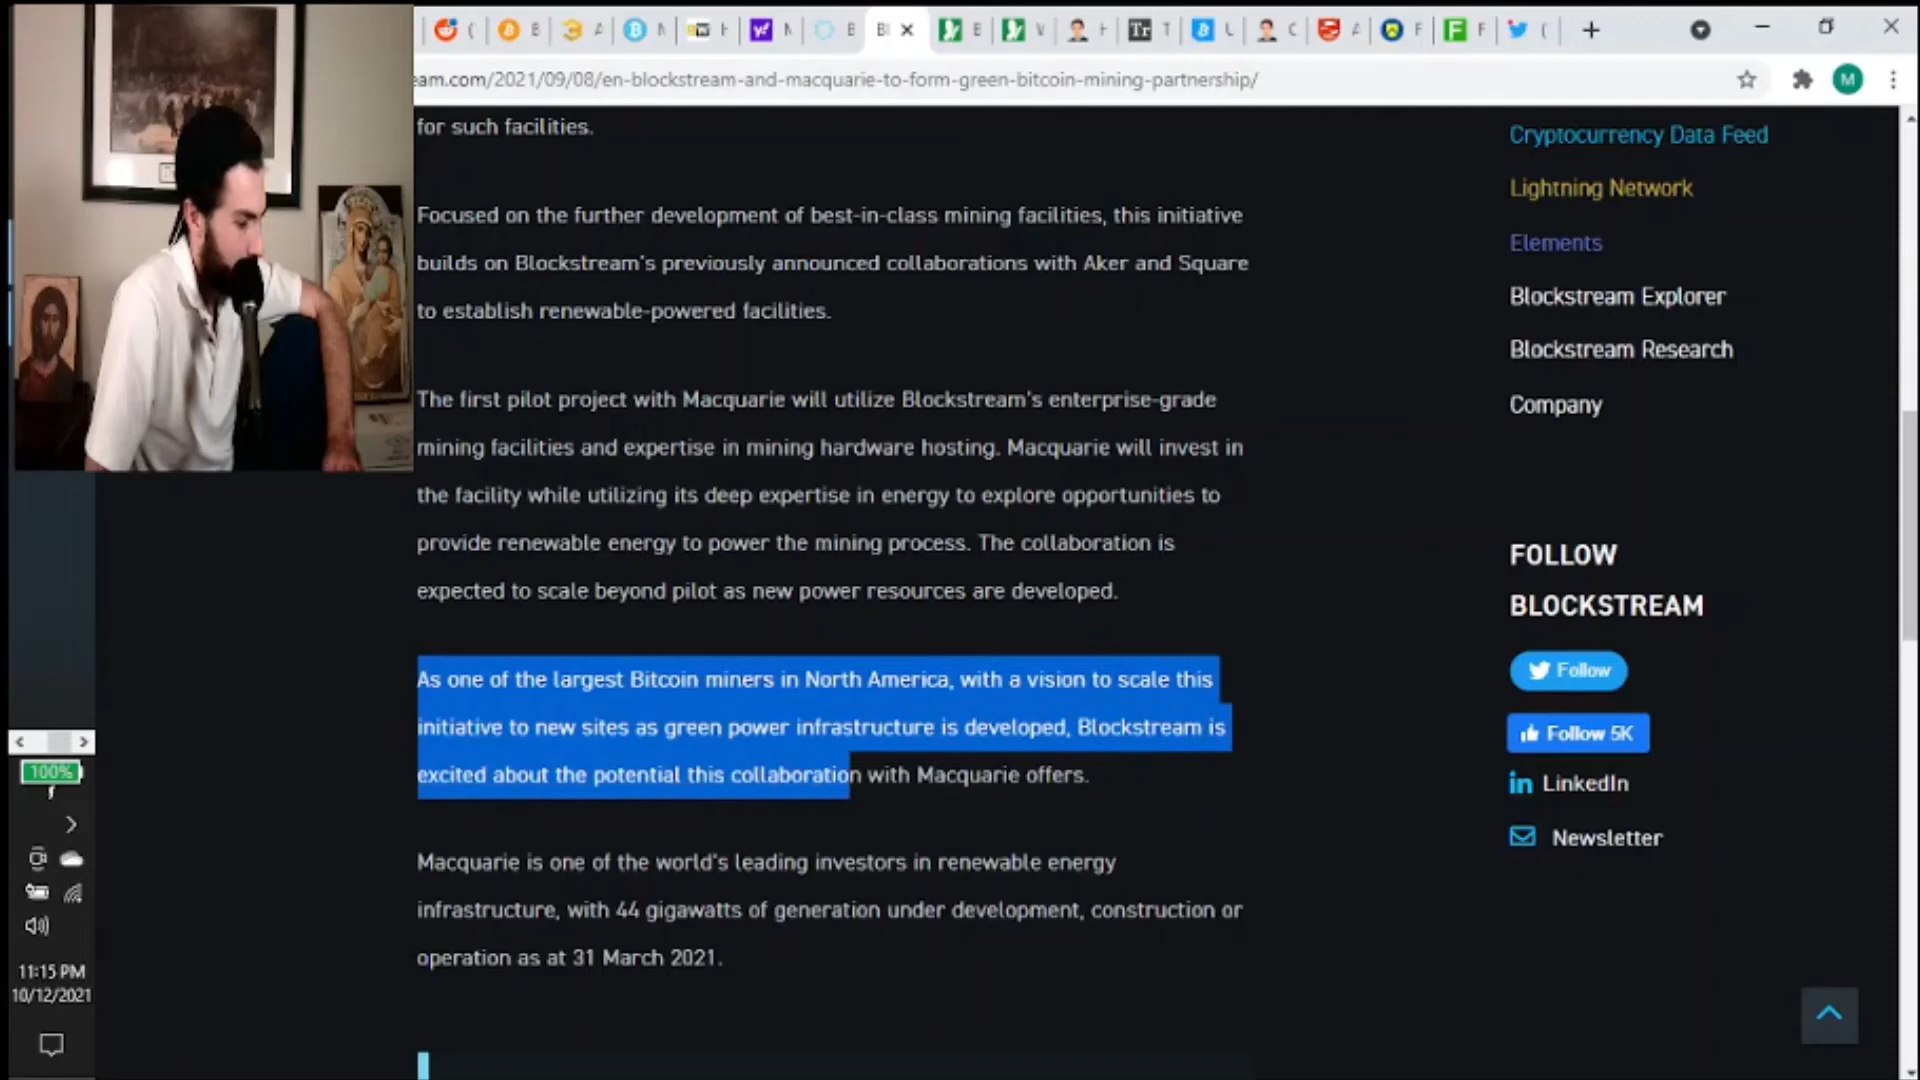 am.com/2021/09/08/en-blockstream-and-macquarie-to-form-green-bitcoin-mining-partnership/
M
for such facilities.
Focused on the further development of best-in-class mining facilities, this initiative
builds on Blockstream's previously announced collaborations with Aker and Square
to establish renewable-powered facilities.
The first pilot project with Macquarie will utilize Blockstream's enterprise-grade
mining facilities and expertise in mining hardware hosting. Macquarie will invest in
the facility while utilizing its deep expertise in energy to explore opportunities to
provide renewable energy to power the mining process. The collaboration is
expected to scale beyond pilot as new power resources are developed.
As one of the largest Bitcoin miners in North America, with a vision to scale this
initiative to new sites as green power infrastructure is developed, Blockstream is
excited about the potential this collaboration with Macquarie offers.
Macquarie is one of the world's leading investors in renewable energy
infrastructure, with 44 gigawatts of generation under development, construction or
operation as at 31 March 2021.
Cryptocurrency Data Feed
Lightning Network
Elements
Blockstream Explorer
Blockstream Research
Company
FOLLOW
BLOCKSTREAM
Follow
Follow 5K
LinkedIn
Newsletter
100%
11:15 PM
10/12/2021